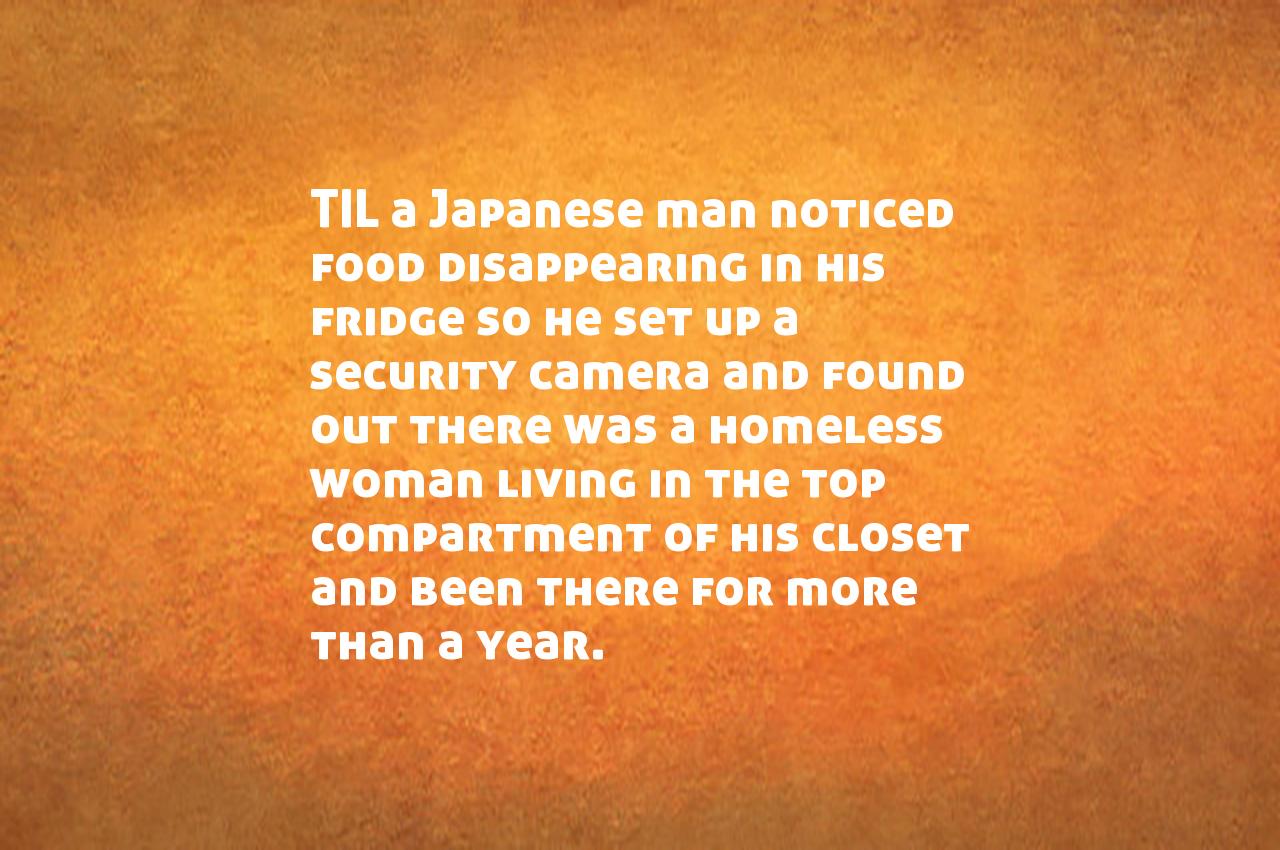 TIL a Japanese man noticed
food disappearing in his
fridge so he set up a
security camera and found
out there was a homeless
woman living in the top
compartment of his closet
and been there for more
than a year.